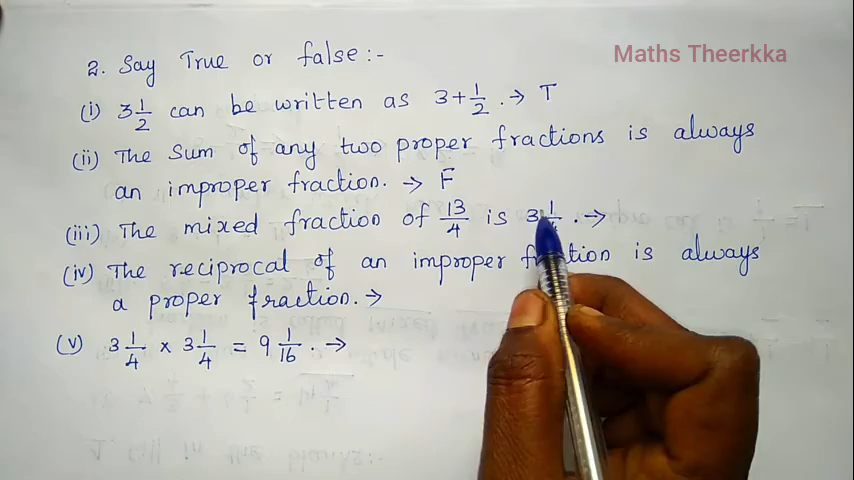 Maths Theerkka
2. Say True or false:-
(i) 3 1/2 can be written as 3+1/2. → T
(ii) The sum of any two proper fractions is always
an improper fraction. → F
(iii) The mixed fraction of 13/4 is 3 1/ . →
(iv) The reciprocal of an improper fraction is always
a proper fraction. →
(v) 3 1/4 x 3 1/4 = 9 1/16. →